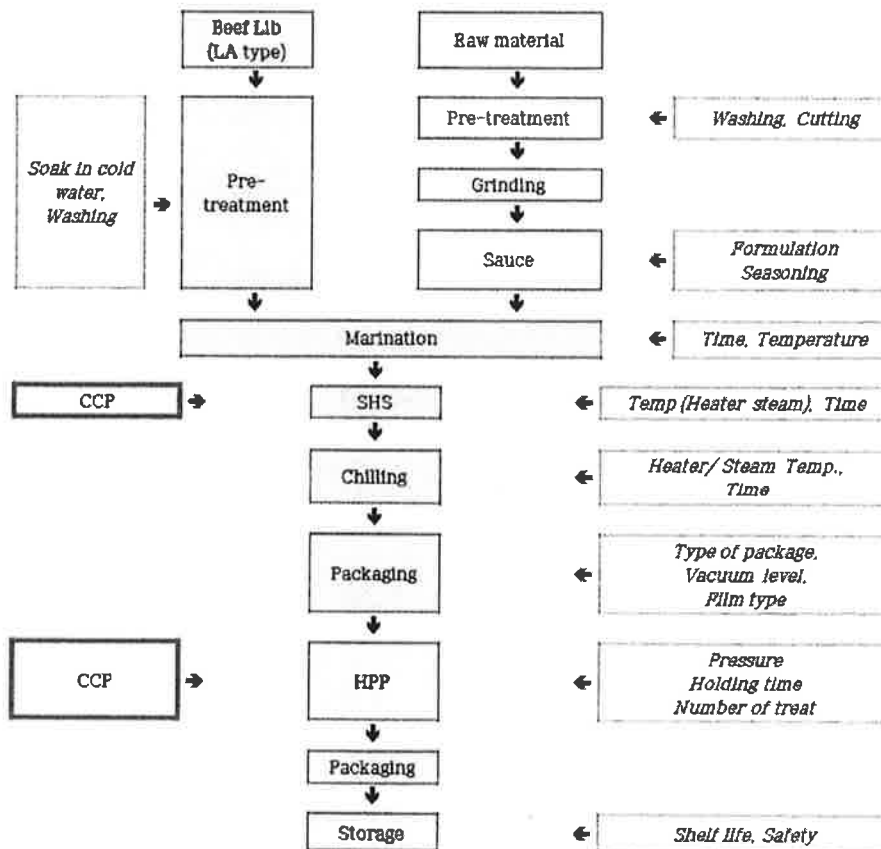 Beef Lib
(LA type)
Raw material
Soak in cold
water,
Washing
Pre-
treatment
Pre-treatment
Washing, Cutting
Grinding
Sauce
Formulation
Seasoning
Marination
Time, Temperature
CCP
SHS
Temp (Heater steam), Time
Chilling
Heater/ Steam Temp.,
Time
Packaging
Type of package,
Vacuum level,
Film type
CCP
HPP
Pressure
Holding time
Number of treat
Packaging
Storage
Shelf life, Safety